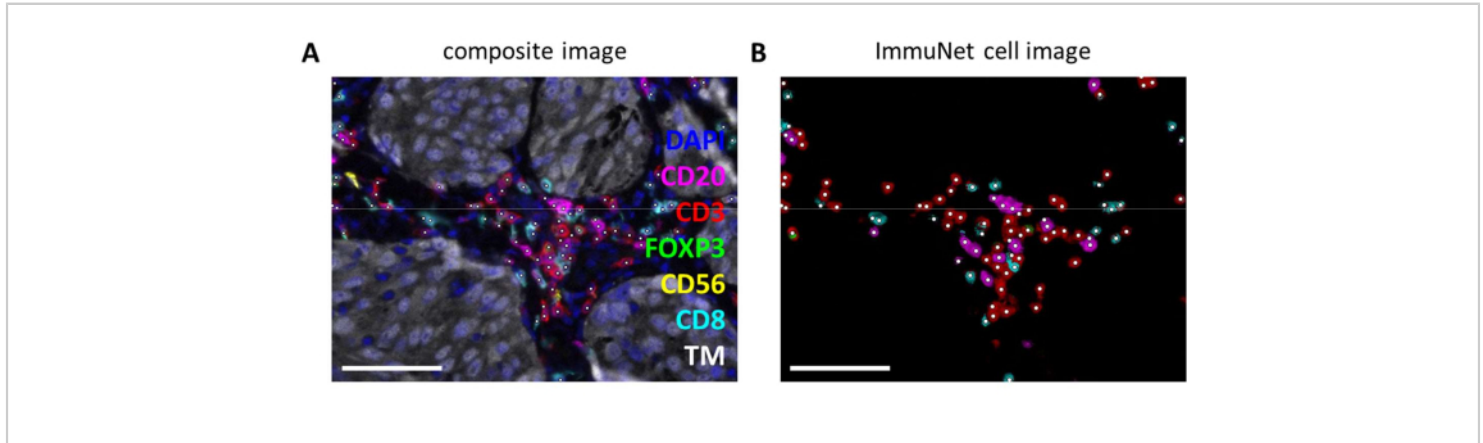 A composite image
B ImmuNet cell image
DAPI
CD20
CD3
FOXP3
CD56
CD8
TM